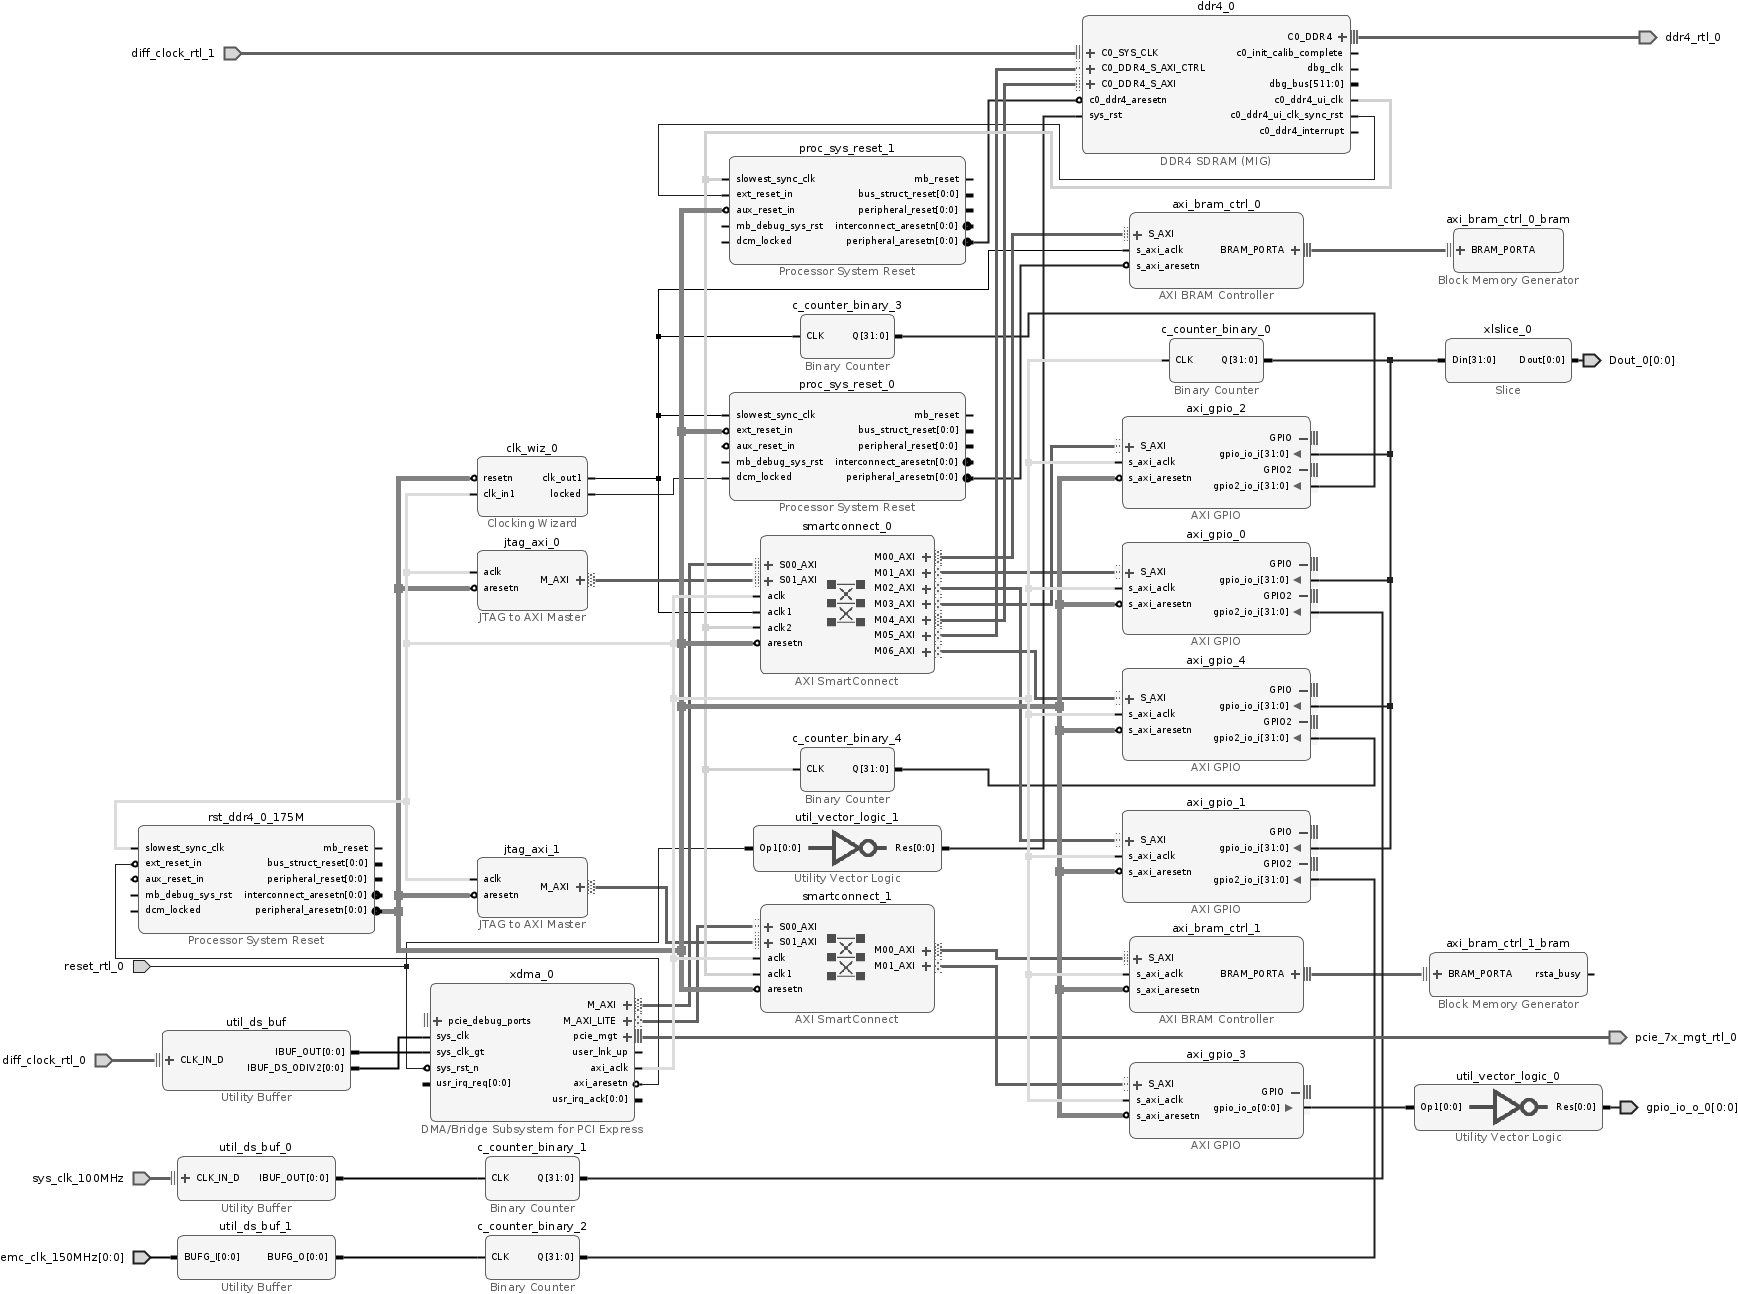 diff_clock_rtl_1
ddr4_0
C0_SYS_CLK
C0_DDR4_S_AXI_CTRL
C0_DDR4_S_AXI
c0_ddr4_aresetn
sys_rst
C0_DDR4
c0_init_calib_complete
dbg_clk
dbg_bus[511:0]
c0_ddr4_ui_clk
c0_ddr4_ui_clk_sync_rst
c0_ddr4_interrupt
DDR4 SDRAM (MIG)
ddr4_rtl_0
proc_sys_reset_1
slowest_sync_clk
ext_reset_in
aux_reset_in
mb_debug_sys_rst
dcm_locked
mb_reset
bus_struct_reset[0:0]
peripheral_reset[0:0]
interconnect_aresetn[0:0]
peripheral_aresetn[0:0]
Processor System Reset
axi_bram_ctrl_0
S_AXI
s_axi_aclk
s_axi_aresetn
BRAM_PORTA
AXI BRAM Controller
axi_bram_ctrl_0_bram
BRAM_PORTA
Block Memory Generator
c_counter_binary_3
CLK
Q[31:0]
Binary Counter
c_counter_binary_0
CLK
Q[31:0]
Binary Counter
xlslice_0
Din[31:0]
Dout[0:0]
Slice
Dout_0[0:0]
proc_sys_reset_0
slowest_sync_clk
ext_reset_in
aux_reset_in
mb_debug_sys_rst
dcm_locked
mb_reset
bus_struct_reset[0:0]
peripheral_reset[0:0]
interconnect_aresetn[0:0]
peripheral_aresetn[0:0]
Processor System Reset
axi_gpio_2
S_AXI
s_axi_aclk
s_axi_aresetn
GPIO
gpio_io_i[31:0]
GPIO2
gpio2_io_i[31:0]
AXI GPIO
clk_wiz_0
resetn
clk_in1
clk_out1
locked
Clocking Wizard
jtag_axi_0
aclk
aresetn
M_AXI
JTAG to AXI Master
smartconnect_0
S00_AXI
S01_AXI
aclk
aclk1
aclk2
aresetn
M00_AXI
M01_AXI
M02_AXI
M03_AXI
M04_AXI
M05_AXI
M06_AXI
AXI SmartConnect
axi_gpio_0
S_AXI
s_axi_aclk
s_axi_aresetn
GPIO
gpio_io_i[31:0]
GPIO2
gpio2_io_i[31:0]
AXI GPIO
axi_gpio_4
S_AXI
s_axi_aclk
s_axi_aresetn
GPIO
gpio_io_i[31:0]
GPIO2
gpio2_io_i[31:0]
AXI GPIO
c_counter_binary_4
CLK
Q[31:0]
Binary Counter
rst_ddr4_0_175M
slowest_sync_clk
ext_reset_in
aux_reset_in
mb_debug_sys_rst
dcm_locked
mb_reset
bus_struct_reset[0:0]
peripheral_reset[0:0]
interconnect_aresetn[0:0]
peripheral_aresetn[0:0]
Processor System Reset
jtag_axi_1
aclk
aresetn
M_AXI
JTAG to AXI Master
util_vector_logic_1
Op1[0:0]
Res[0:0]
Utility Vector Logic
axi_gpio_1
S_AXI
s_axi_aclk
s_axi_aresetn
GPIO
gpio_io_i[31:0]
GPIO2
gpio2_io_i[31:0]
AXI GPIO
smartconnect_1
S00_AXI
S01_AXI
aclk
aclk1
aresetn
M00_AXI
M01_AXI
AXI SmartConnect
axi_bram_ctrl_1
S_AXI
s_axi_aclk
s_axi_aresetn
BRAM_PORTA
AXI BRAM Controller
axi_bram_ctrl_1_bram
BRAM_PORTA
rsta_busy
Block Memory Generator
reset_rtl_0
xdma_0
pcie_debug_ports
sys_clk
sys_clk_gt
sys_rst_n
usr_irq_req[0:0]
M_AXI
M_AXI_LITE
pcie_mgt
user_lnk_up
axi_aclk
axi_aresetn
usr_irq_ack[0:0]
DMA/Bridge Subsystem for PCI Express
pcie_7x_mgt_rtl_0
diff_clock_rtl_0
util_ds_buf
CLK_IN_D
IBUF_OUT[0:0]
IBUF_DS_ODIV2[0:0]
Utility Buffer
axi_gpio_3
S_AXI
s_axi_aclk
s_axi_aresetn
GPIO
gpio_io_o[0:0]
AXI GPIO
util_vector_logic_0
Op1[0:0]
Res[0:0]
Utility Vector Logic
gpio_io_o_0[0:0]
sys_clk_100MHz
util_ds_buf_0
CLK_IN_D
IBUF_OUT[0:0]
Utility Buffer
c_counter_binary_1
CLK
Q[31:0]
Binary Counter
emc_clk_150MHz[0:0]
util_ds_buf_1
BUFG_I[0:0]
BUFG_O[0:0]
Utility Buffer
c_counter_binary_2
CLK
Q[31:0]
Binary Counter